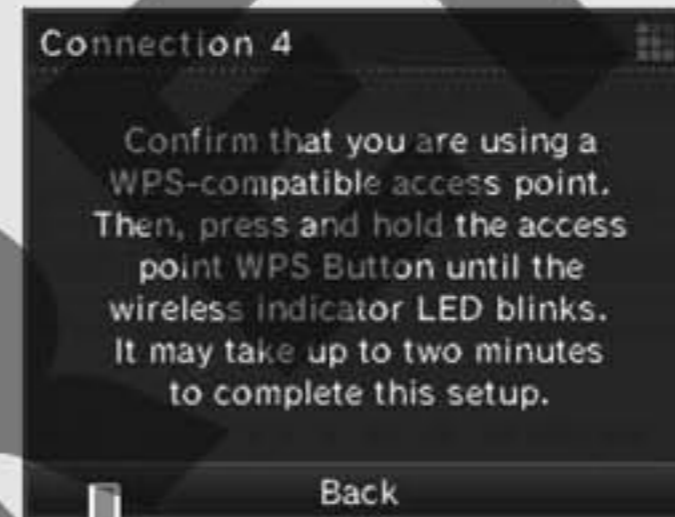 Connection 4
Confirm that you are using a
WPS-compatible access point.
Then, press and hold the access
point WPS Button until the
wireless indicator LED blinks.
It may take up to two minutes
to complete this setup.
Back